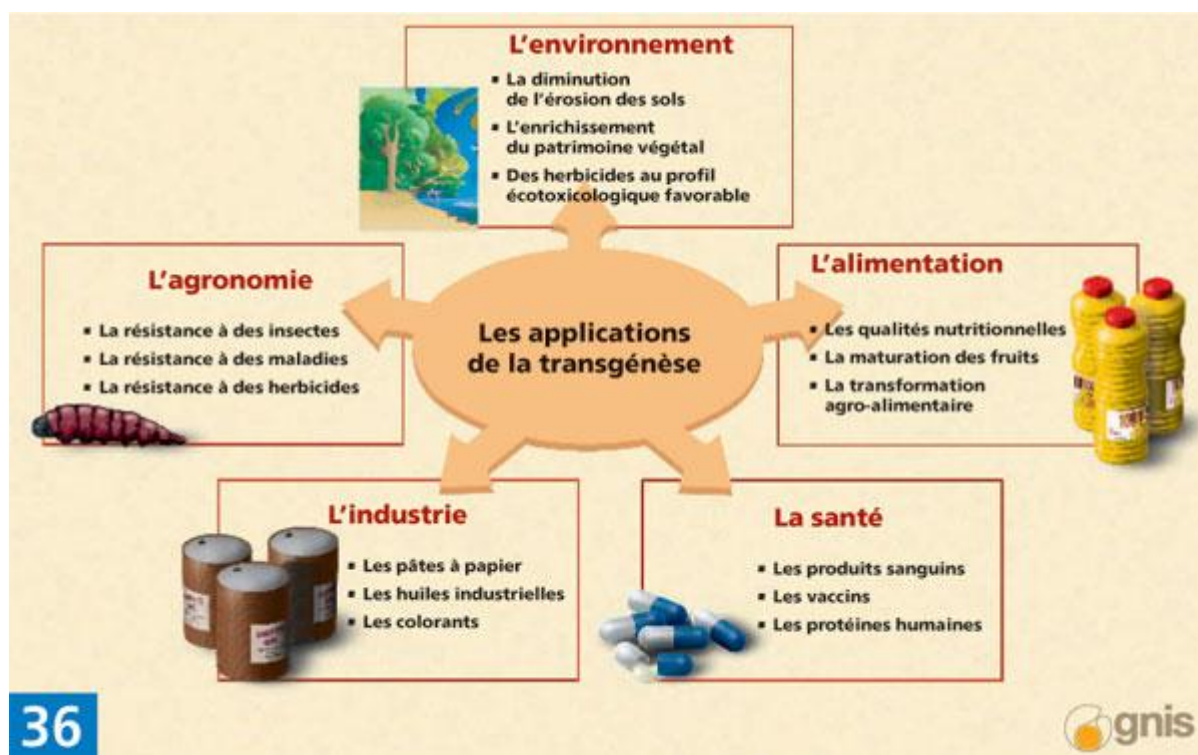 L'environnement
▪ La diminution
de l'érosion des sols
▪ L'enrichissement
du patrimoine végétal
▪ Des herbicides au profil
écotoxicologique favorable
L'agronomie
▪ La résistance à des insectes
▪ La résistance à des maladies
▪ La résistance à des herbicides
Les applications
de la transgénèse
L'alimentation
▪ Les qualités nutritionnelles
▪ La maturation des fruits
▪ La transformation
agro-alimentaire
L'industrie
▪ Les pâtes à papier
▪ Les huiles industrielles
▪ Les colorants
La santé
▪ Les produits sanguins
▪ Les vaccins
▪ Les protéines humaines
36
gnis